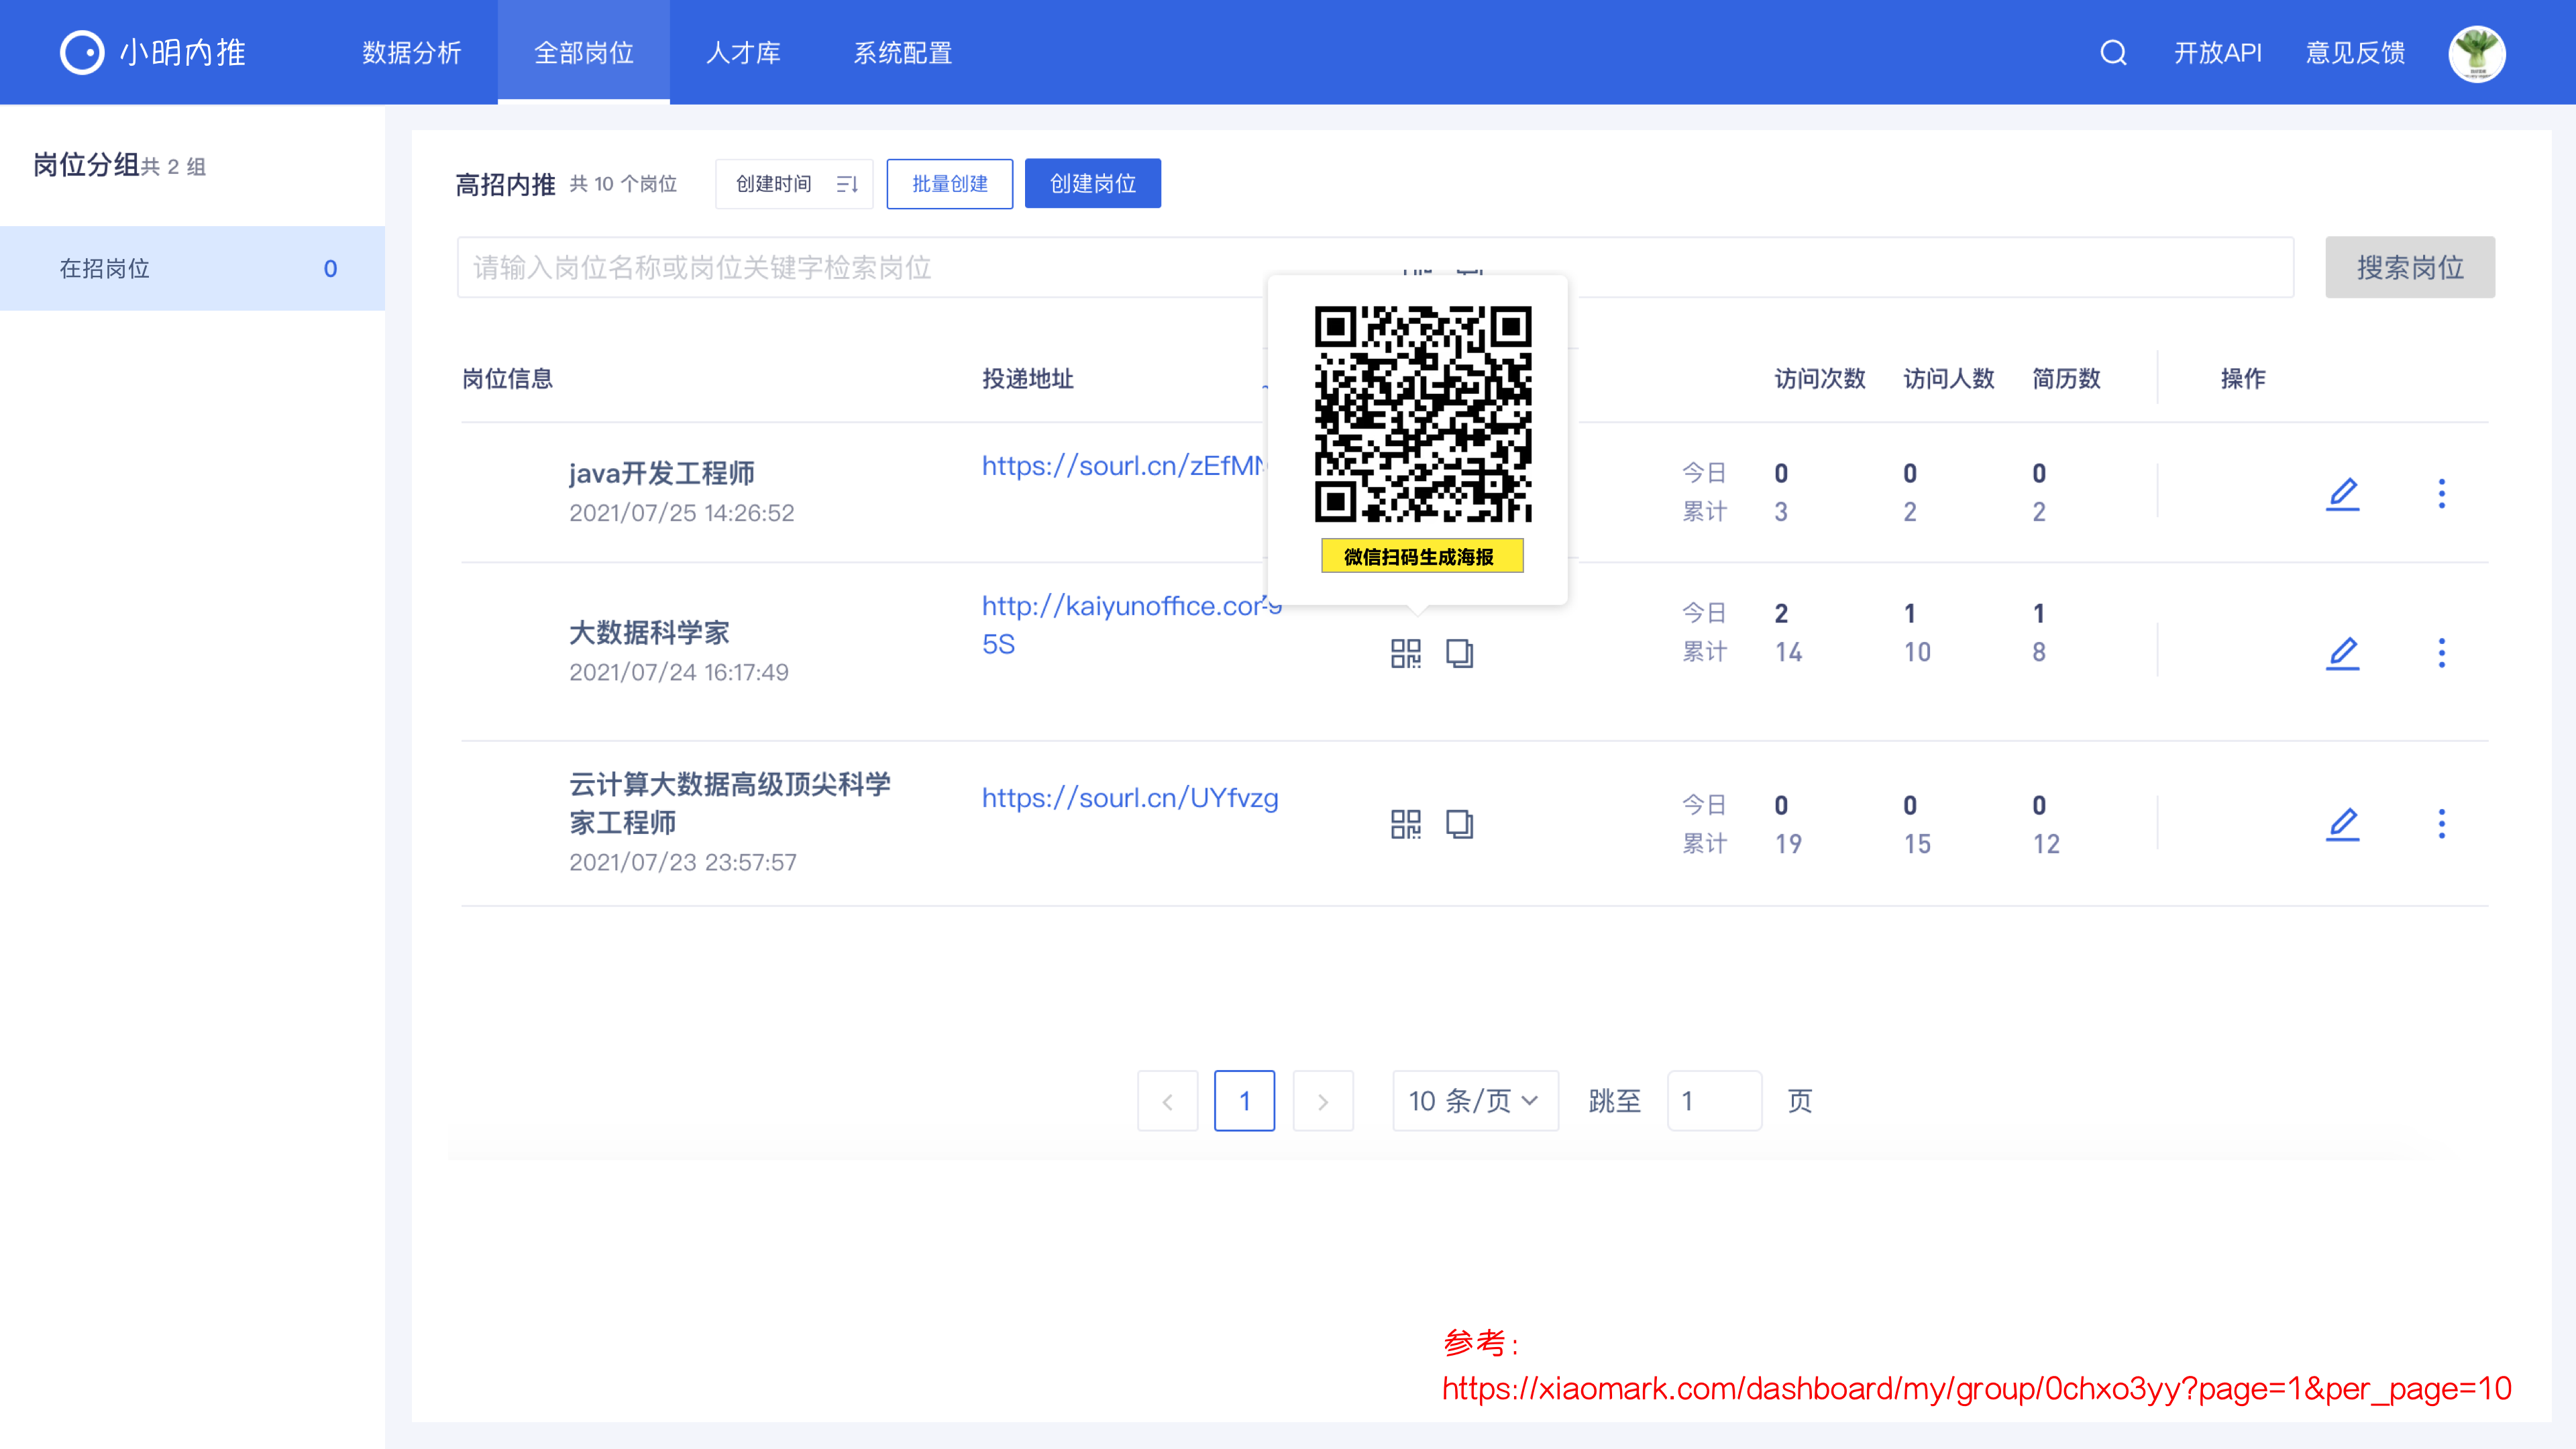 小明内推 数据分析 全部岗位 人才库 系统配置 开放API 意见反馈
岗位分组共 2 组
在招岗位 0
高招内推 共 10 个岗位 创建时间 批量创建 创建岗位
请输入岗位名称或岗位关键字检索岗位 搜索岗位
岗位信息 投递地址 访问次数 访问人数 简历数 操作
java开发工程师
2021/07/25 14:26:52
https://sourl.cn/zEfM
今日 0 0 0
累计 3 2 2
微信扫码生成海报
大数据科学家
2021/07/24 16:17:49
http://kaiyunoffice.cor
5S
今日 2 1 1
累计 14 10 8
云计算大数据高级顶尖科学
家工程师
2021/07/23 23:57:57
https://sourl.cn/UYfvzg
今日 0 0 0
累计 19 15 12
1 10 条/页 跳至 1 页
参考：
https://xiaomark.com/dashboard/my/group/0chxo3yy?page=1&per_page=10